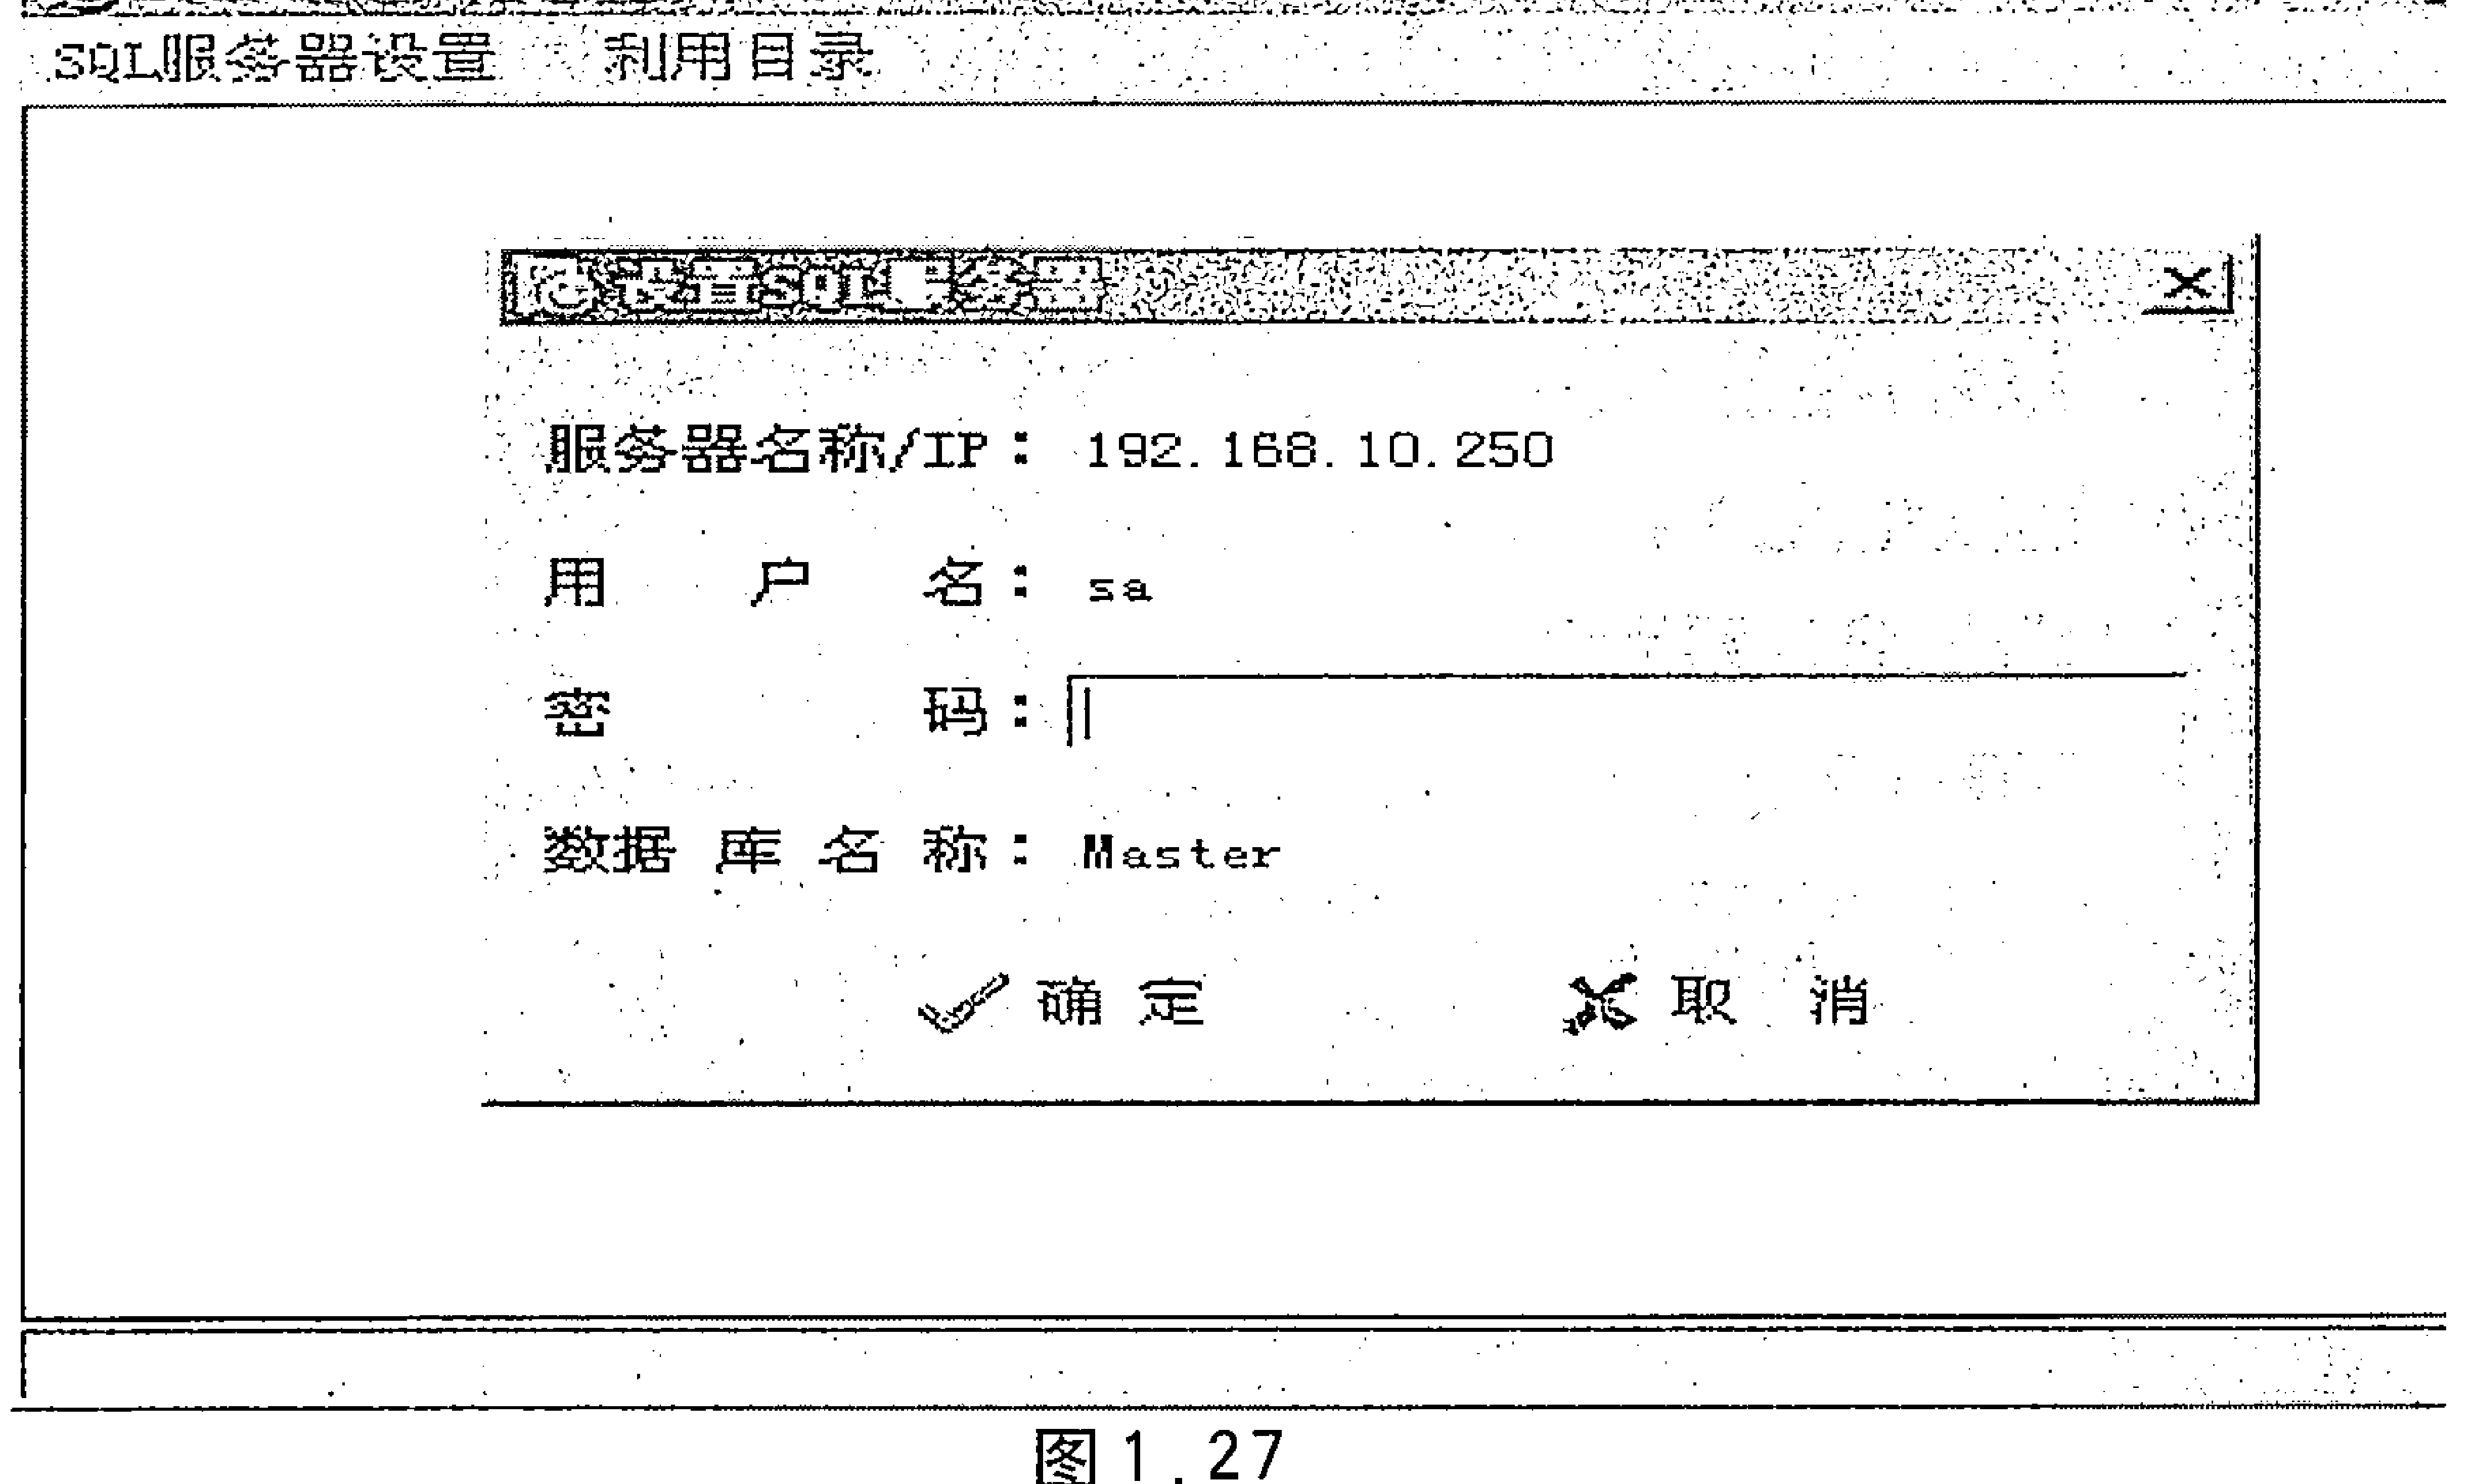 SQL服务器设置 利用目录
设置SQL服务器
服务器名称/IP： 192.168.10.250
用户名： sa
密码：
数据库名称： Master
确定 取消
图1.27